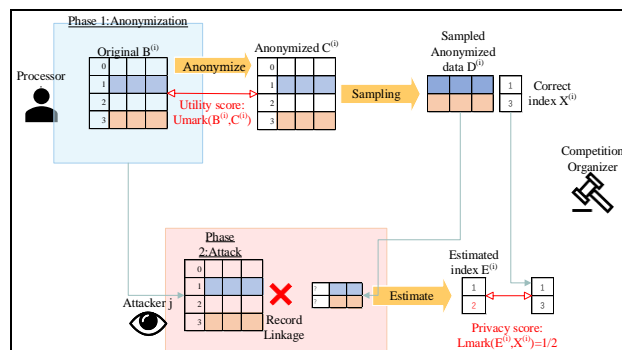 Phase 1:Anonymization
Original B(i)
Anonymized C(i)
Sampled
Anonymized
data D(i)
Processor
Anonymize
Sampling
Correct
index X(i)
0
1
2
3
0
1
2
3
1
3
Utility score:
Umark(B(i),C(i))
Competition
Organizer
Phase
2:Attack
Estimated
index E(i)
0
1
2
3
?
?
Attacker j
Record
Linkage
Estimate
1
2
1
3
Privacy score:
Lmark(E(i),X(i)=1/2